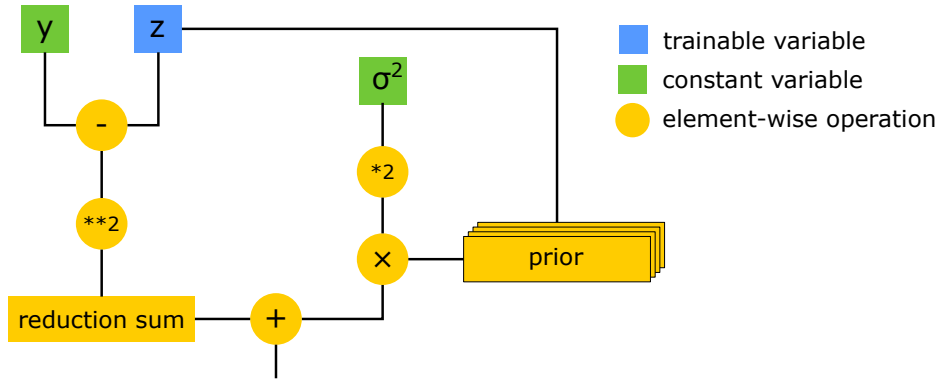 y
z
trainable variable
σ²
constant variable
-
element-wise operation
*2
**2
×
prior
reduction sum
+